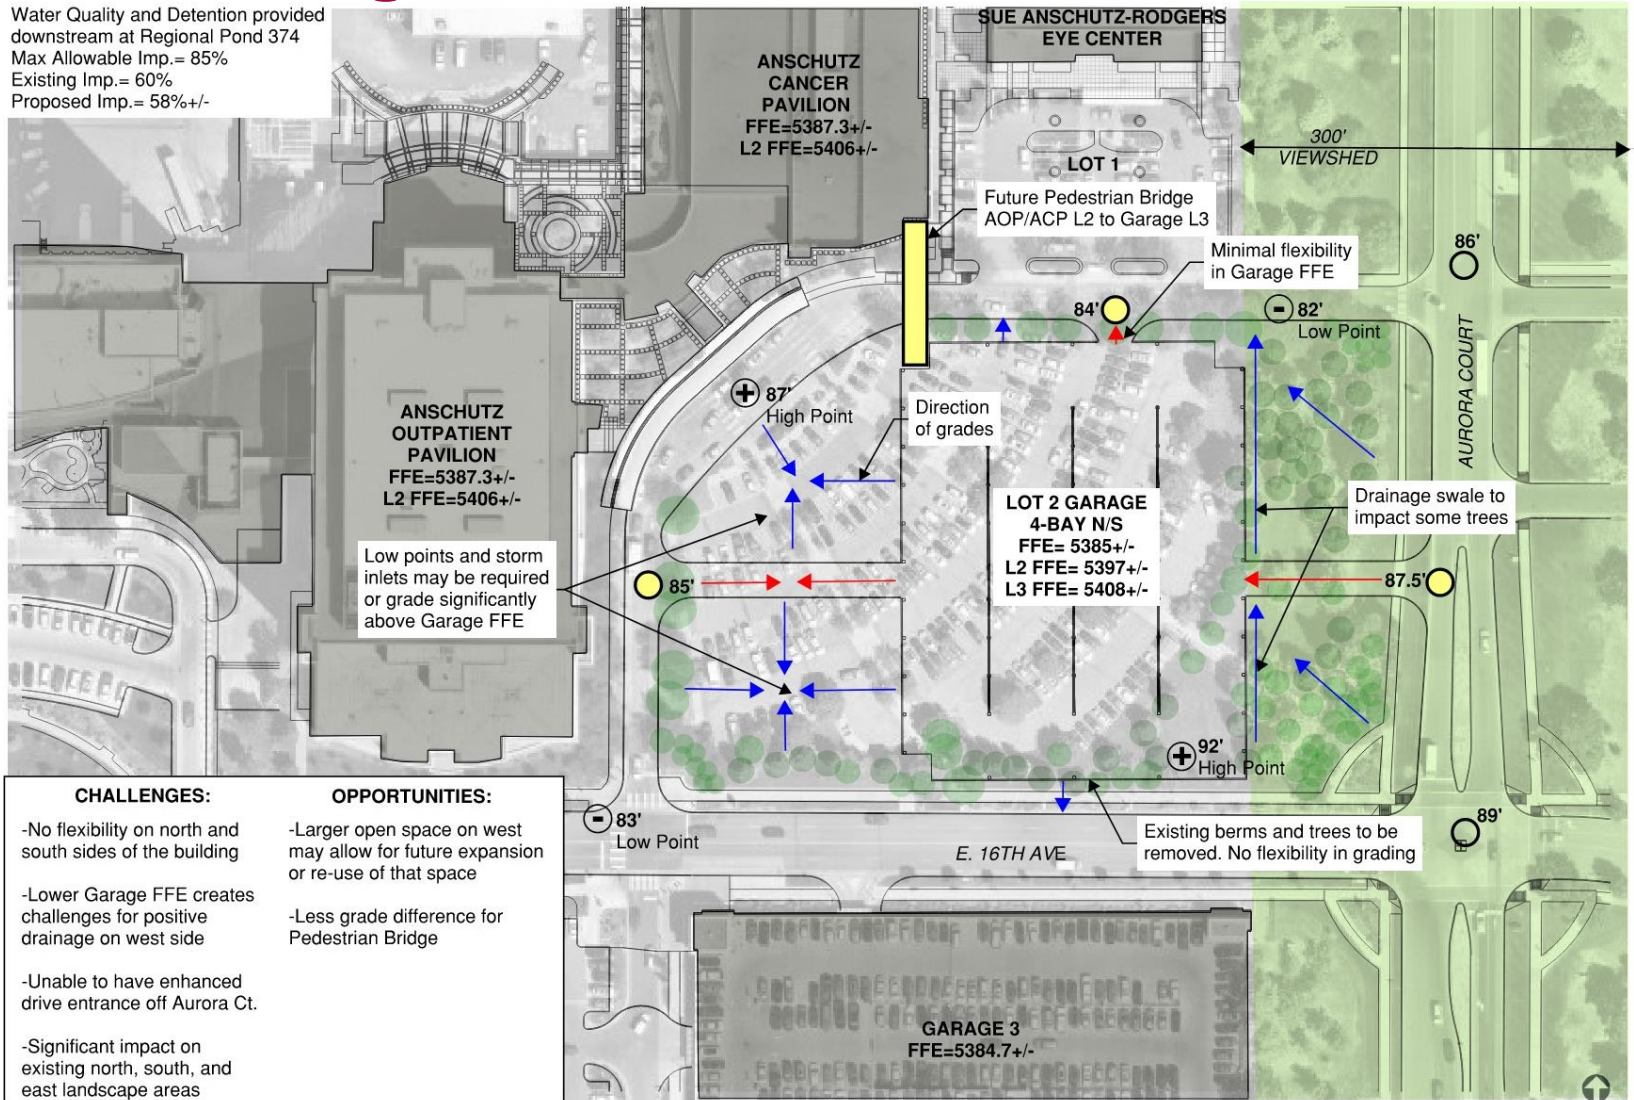 Water Quality and Detention provided
downstream at Regional Pond 374
Max Allowable Imp.= 85%
Existing Imp.= 60%
Proposed Imp.= 58%+/-
SUE ANSCHUTZ-RODGERS
EYE CENTER
ANSCHUTZ
CANCER
PAVILION
FFE=5387.3+/-
L2 FFE=5406+/-
LOT 1
300'
VIEWSHED
Future Pedestrian Bridge
AOP/ACP L2 to Garage L3
Minimal flexibility
in Garage FFE
86'
84'
- 82'
Low Point
AURORA COURT
+ 87'
High Point
Direction
of grades
ANSCHUTZ
OUTPATIENT
PAVILION
FFE=5387.3+/-
L2 FFE=5406+/-
LOT 2 GARAGE
4-BAY N/S
FFE= 5385+/-
L2 FFE= 5397+/-
L3 FFE= 5408+/-
Drainage swale to
impact some trees
Low points and storm
inlets may be required
or grade significantly
above Garage FFE
85'
87.5'
+ 92'
High Point
- 83'
Low Point
89'
E. 16TH AVE
Existing berms and trees to be
removed. No flexibility in grading
CHALLENGES:
-No flexibility on north and
south sides of the building
-Lower Garage FFE creates
challenges for positive
drainage on west side
-Unable to have enhanced
drive entrance off Aurora Ct.
-Significant impact on
existing north, south, and
east landscape areas
OPPORTUNITIES:
-Larger open space on west
may allow for future expansion
or re-use of that space
-Less grade difference for
Pedestrian Bridge
GARAGE 3
FFE=5384.7+/-